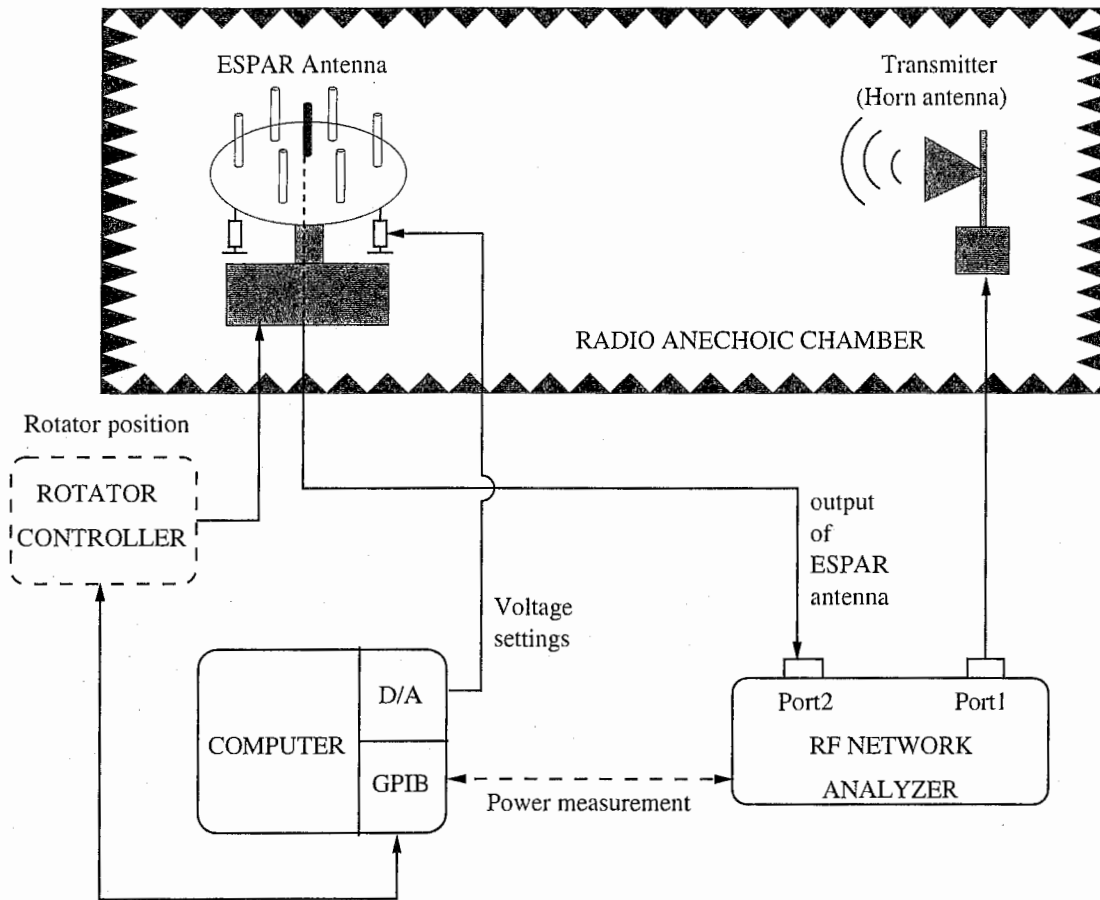 ESPAR Antenna
Transmitter
(Horn antenna)
RADIO ANECHOIC CHAMBER
Rotator position
ROTATOR
CONTROLLER
output
of
ESPAR
antenna
Voltage
settings
D/A
COMPUTER
GPIB
Power measurement
Port2
Port1
RF NETWORK
ANALYZER